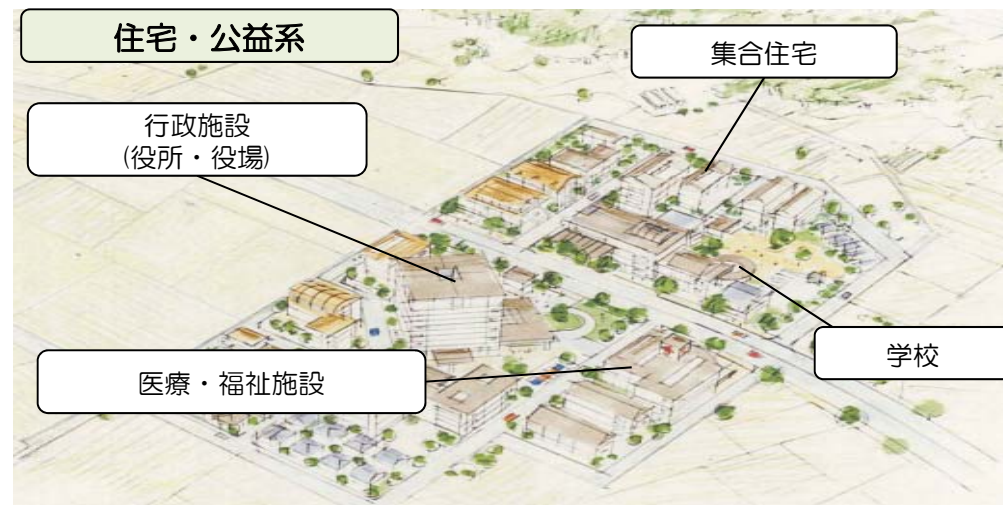 住宅・公益系
集合住宅
行政施設
(役所・役場)
学校
医療・福祉施設